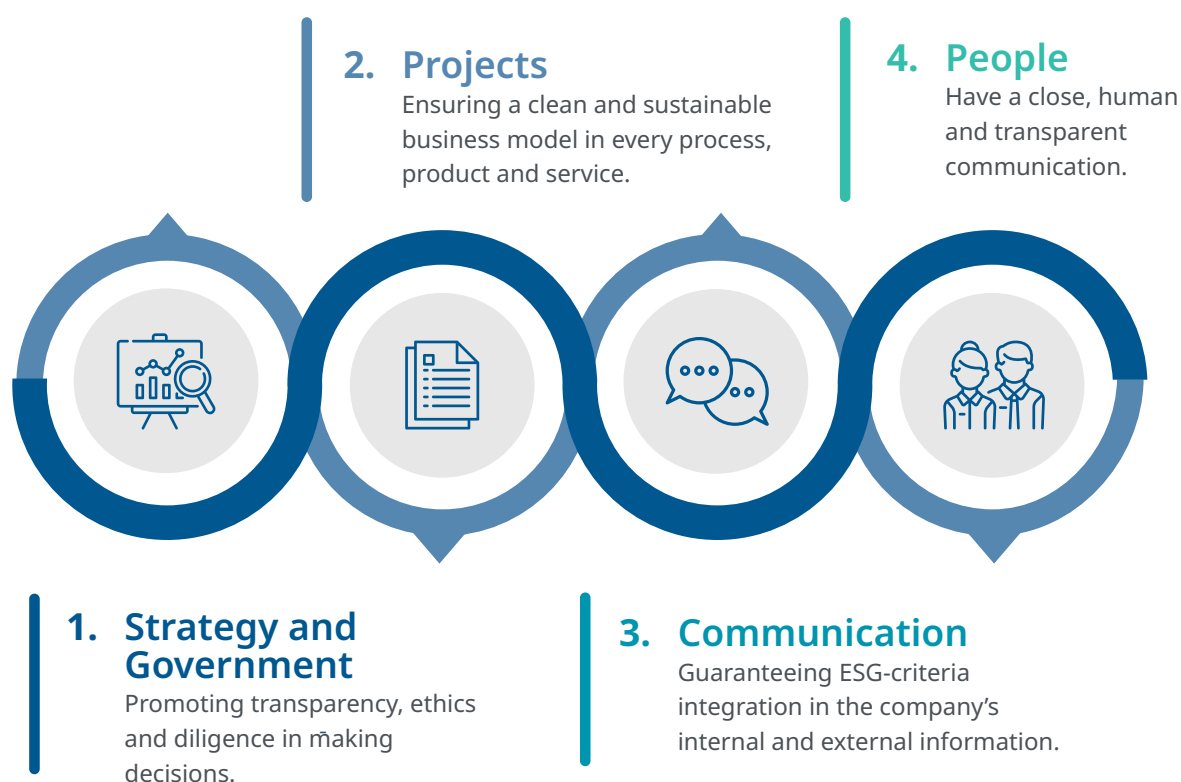 2. Projects
Ensuring a clean and sustainable
business model in every process,
product and service.
4. People
Have a close, human
and transparent
communication.
1. Strategy and
Government
Promoting transparency, ethics
and diligence in making
decisions.
3. Communication
Guaranteeing ESG-criteria
integration in the company’s
internal and external information.